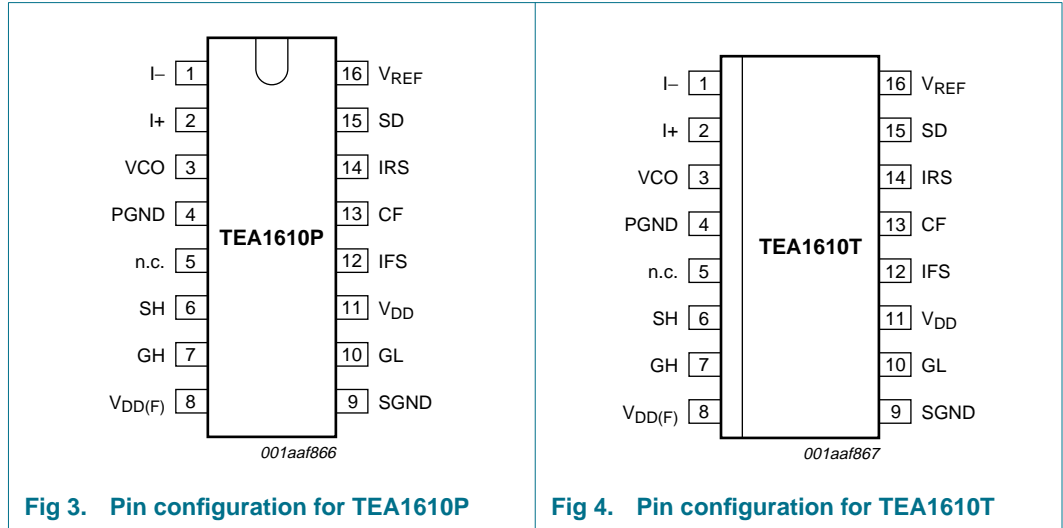 I− 1
16 VREF
I+ 2
15 SD
VCO 3
14 IRS
PGND 4
13 CF
TEA1610P
n.c. 5
12 IFS
SH 6
11 VDD
GH 7
10 GL
VDD(F) 8
9 SGND
001aaf866
Fig 3. Pin configuration for TEA1610P
I− 1
16 VREF
I+ 2
15 SD
VCO 3
14 IRS
PGND 4
13 CF
TEA1610T
n.c. 5
12 IFS
SH 6
11 VDD
GH 7
10 GL
VDD(F) 8
9 SGND
001aaf867
Fig 4. Pin configuration for TEA1610T